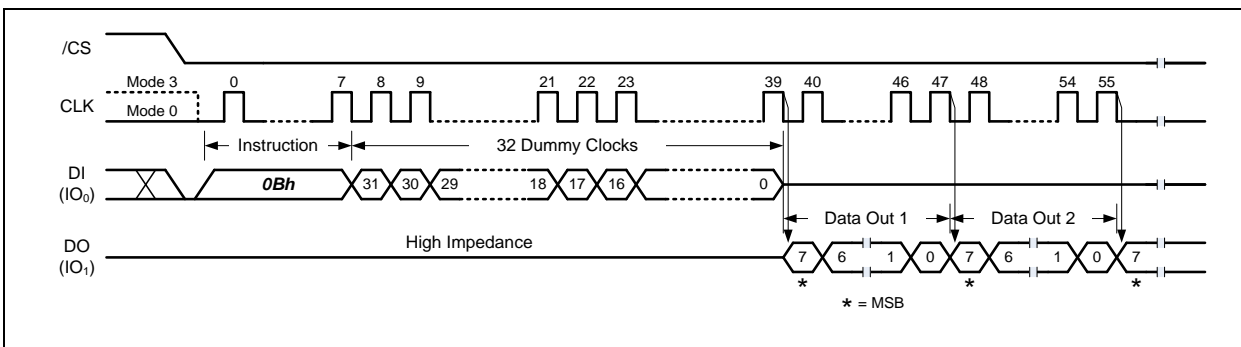 /CS
Mode 3 0 7 8 9 21 22 23 39 40 46 47 48 54 55
CLK
Mode 0
Instruction 32 Dummy Clocks
DI
(IO0)
0Bh 31 30 29 18 17 16 0
Data Out 1 Data Out 2
DO
(IO1)
High Impedance
7 6 1 0 7 6 1 0 7
* * *
* = MSB